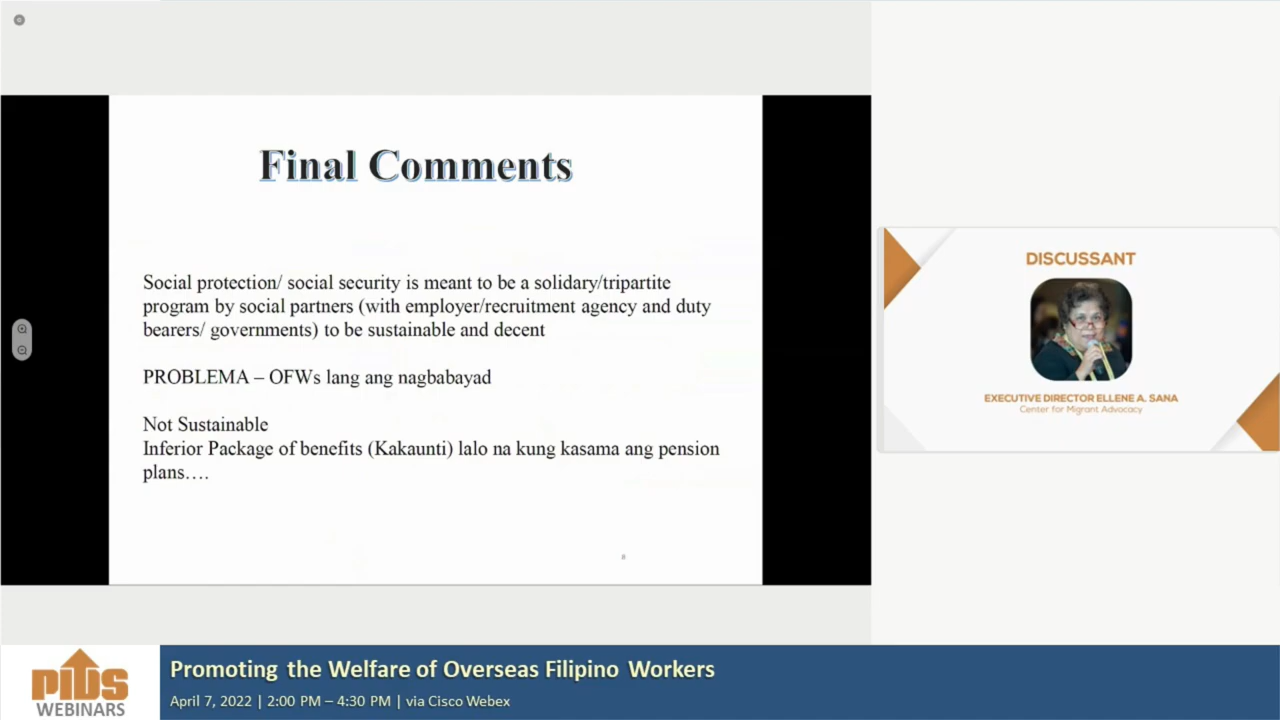 Final Comments
Social protection/ social security is meant to be a solidary/tripartite
program by social partners (with employer/recruitment agency and duty
bearers/ governments) to be sustainable and decent
PROBLEMA – OFWs lang ang nagbabayad
Not Sustainable
Inferior Package of benefits (Kakaunti) lalo na kung kasama ang pension
plans….
8
DISCUSSANT
EXECUTIVE DIRECTOR ELLENE A. SANA
Center for Migrant Advocacy
pids
WEBINARS
Promoting the Welfare of Overseas Filipino Workers
April 7, 2022 | 2:00 PM – 4:30 PM | via Cisco Webex